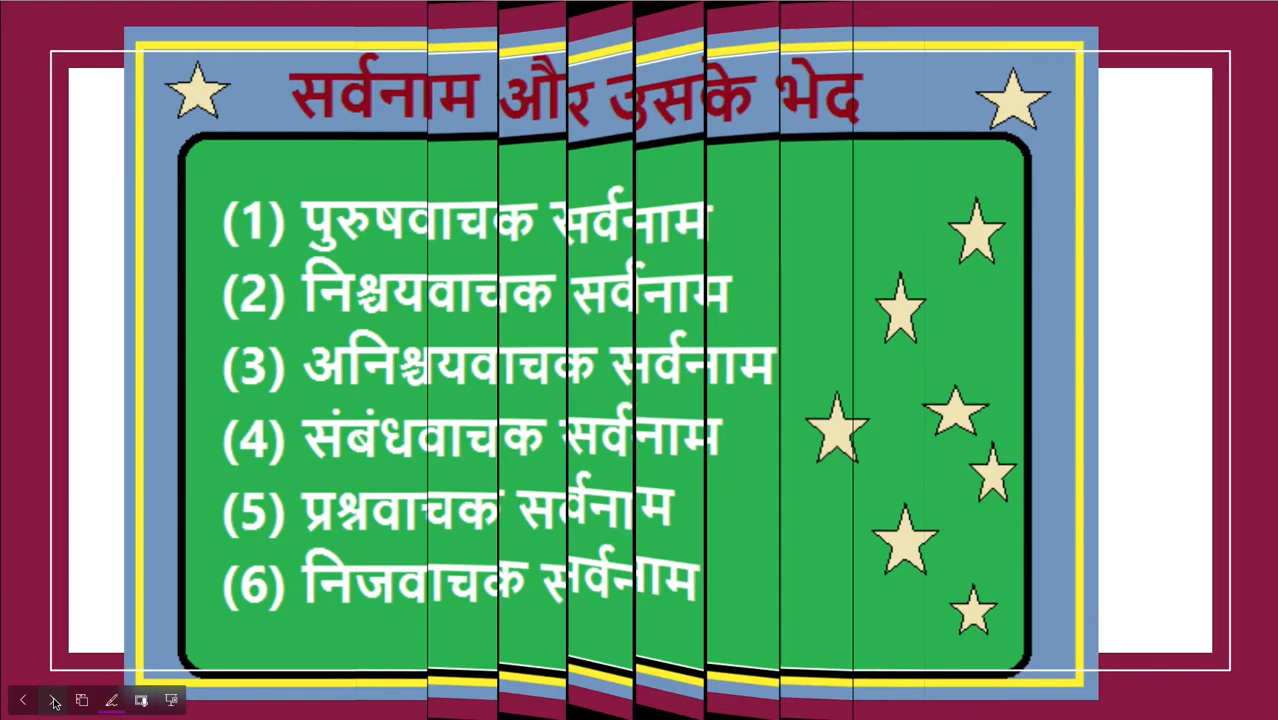 सर्वनाम और उसके भेद
(1) पुरुषवाचक सर्वनाम
(2) निश्चयवाचक सर्वनाम
(3) अनिश्चयवाचक सर्वनाम
(4) संबंधवाचक सर्वनाम
(5) प्रश्नवाचक सर्वनाम
(6) निजवाचक सर्वनाम